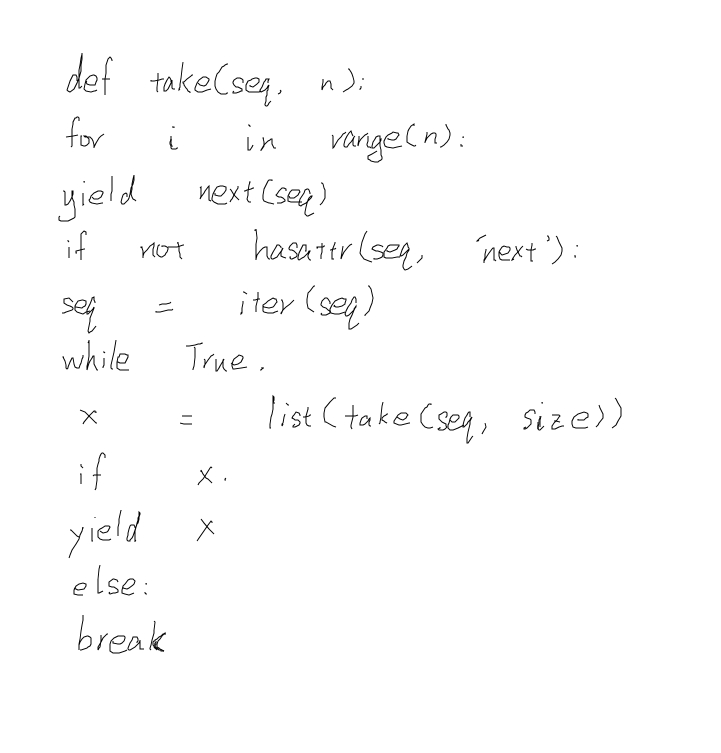 def take(seq, n):
for i in range(n):
yield next(seq)
if not hasattr(seq, 'next'):
seq = iter(seq)
while True.
x = list(take(seq, size))
if x.
yield x
else:
break